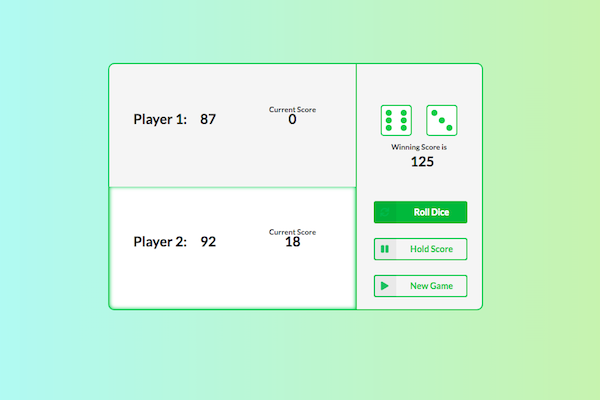 Player 1: 87
Current Score
0
Player 2: 92
Current Score
18
Winning Score is
125
Roll Dice
Hold Score
New Game